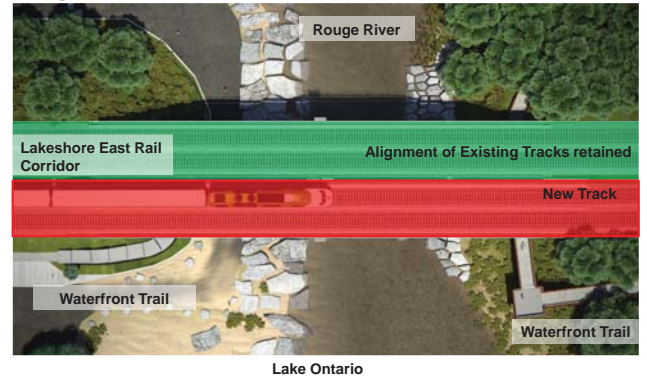 Rouge River
Lakeshore East Rail
Corridor
Alignment of Existing Tracks retained
New Track
Waterfront Trail
Waterfront Trail
Lake Ontario